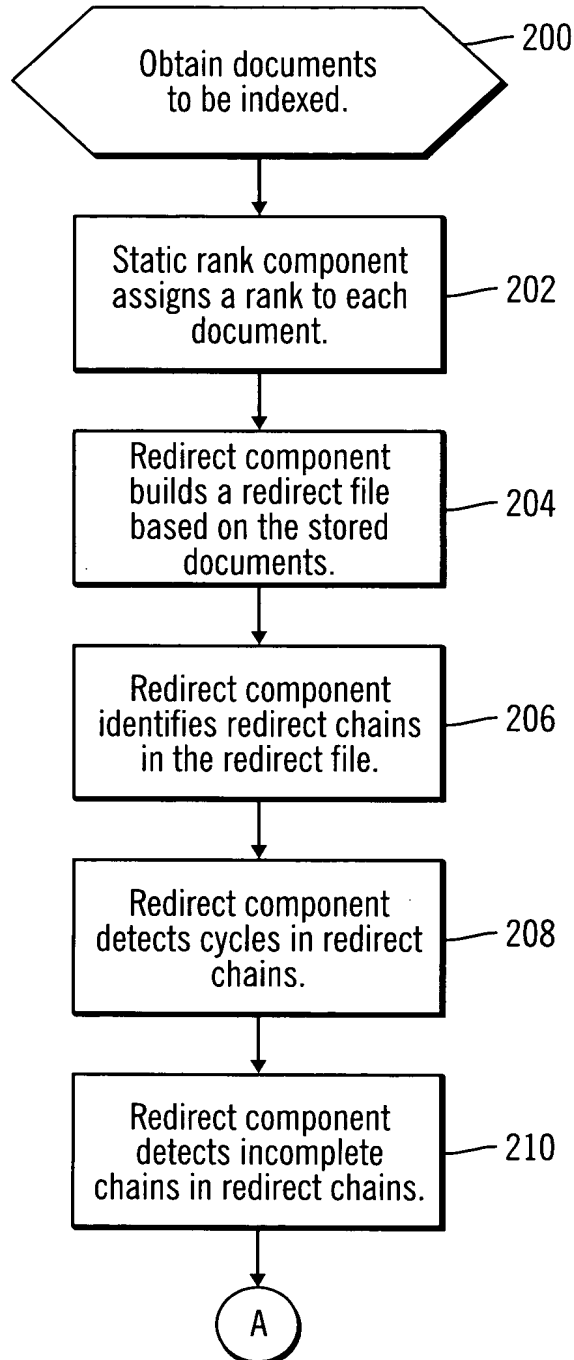 Obtain documents
to be indexed.
200
Static rank component
assigns a rank to each
document.
202
Redirect component
builds a redirect file
based on the stored
documents.
204
Redirect component
identifies redirect chains
in the redirect file.
206
Redirect component
detects cycles in redirect
chains.
208
Redirect component
detects incomplete
chains in redirect chains.
210
A